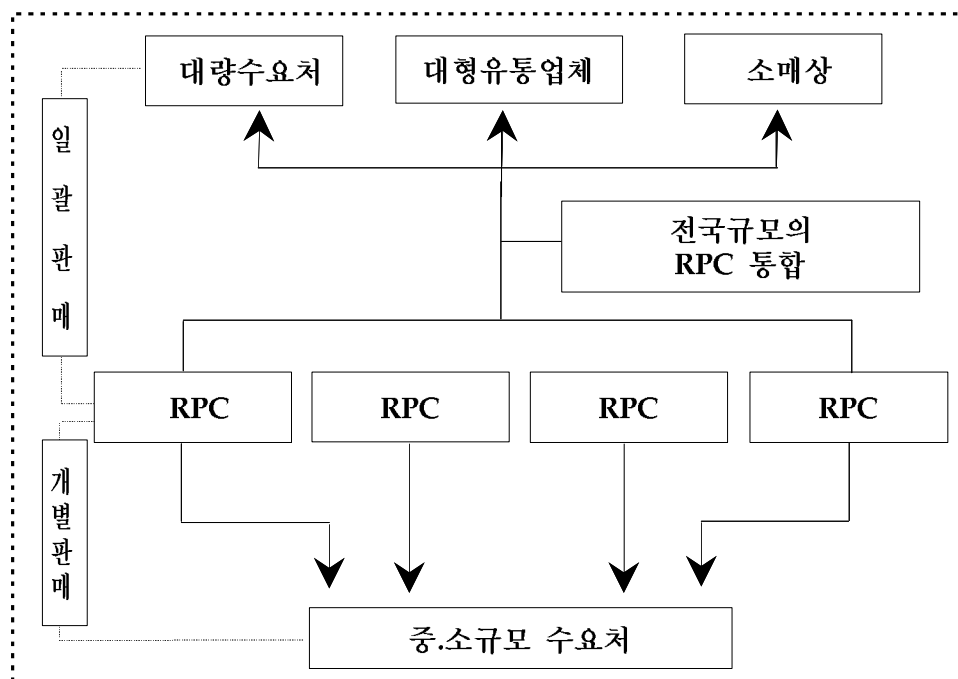 대량수요처
대형유통업체
소매상
일괄판매
전국규모의
RPC 통합
RPC
RPC
RPC
RPC
개별판매
중.소규모 수요처